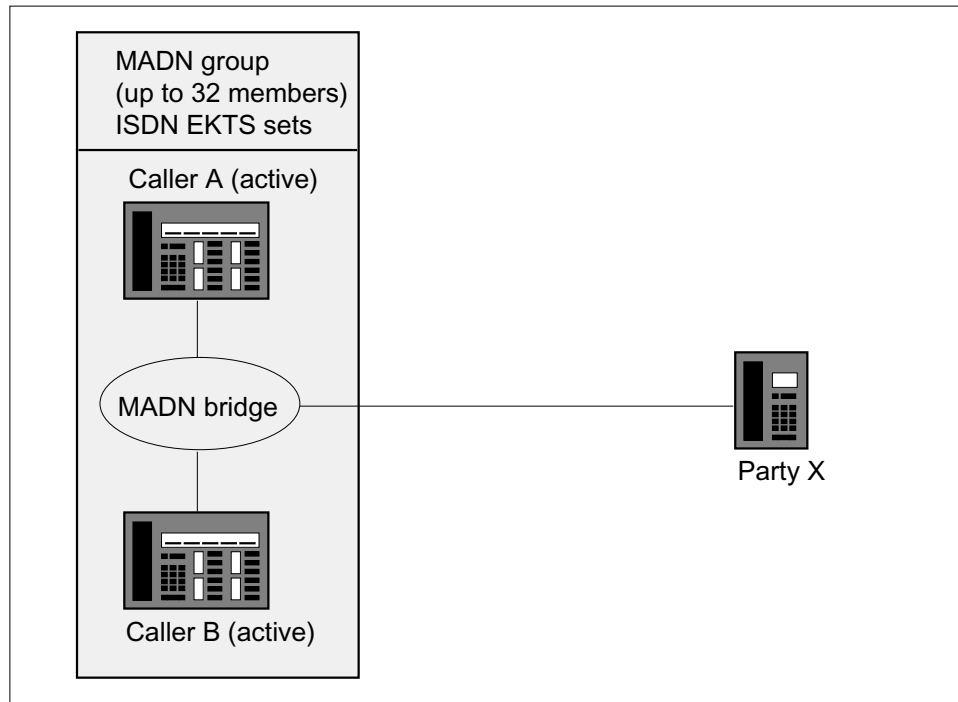 MADN group
(up to 32 members)
ISDN EKTS sets
Caller A (active)
MADN bridge
Party X
Caller B (active)